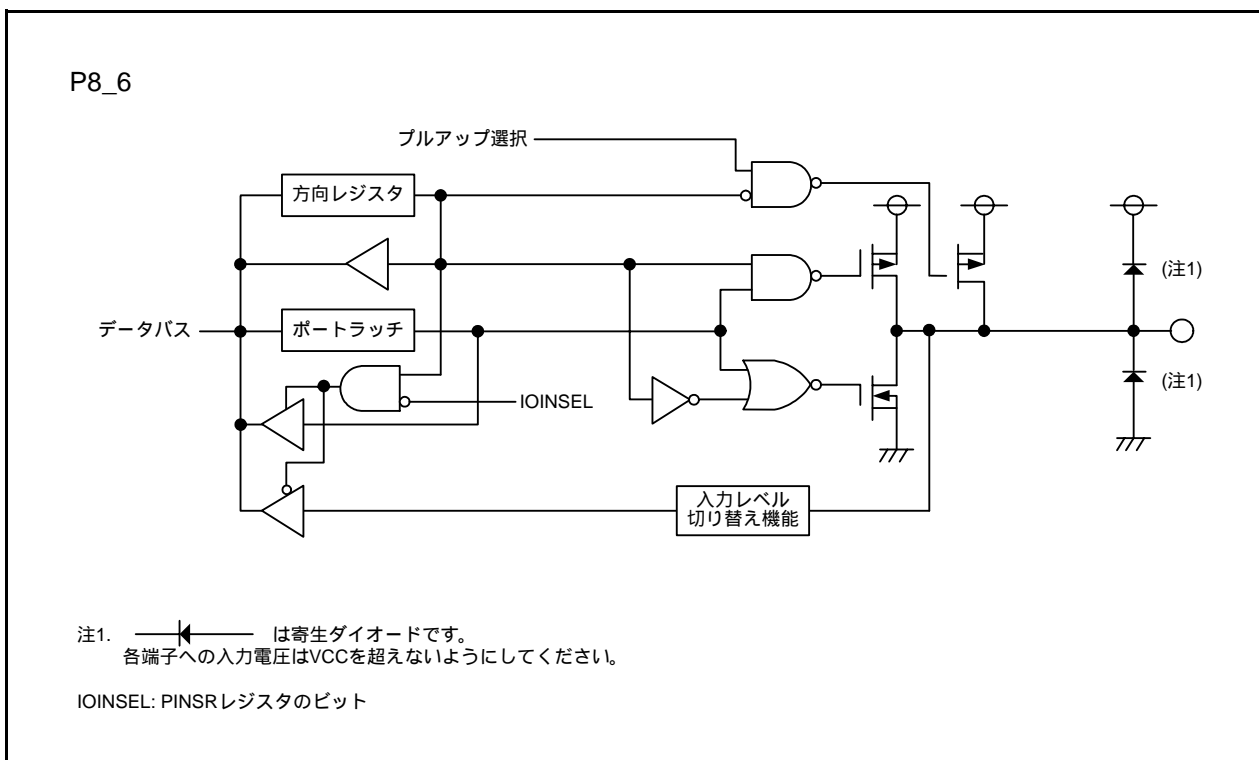 P8_6
プルアップ選択
方向レジスタ
(注1)
データバス
ポートラッチ
(注1)
IOINSEL
入力レベル
切り替え機能
注1. は寄生ダイオードです。
各端子への入力電圧はVCCを超えないようにしてください。
IOINSEL: PINSRレジスタのビット